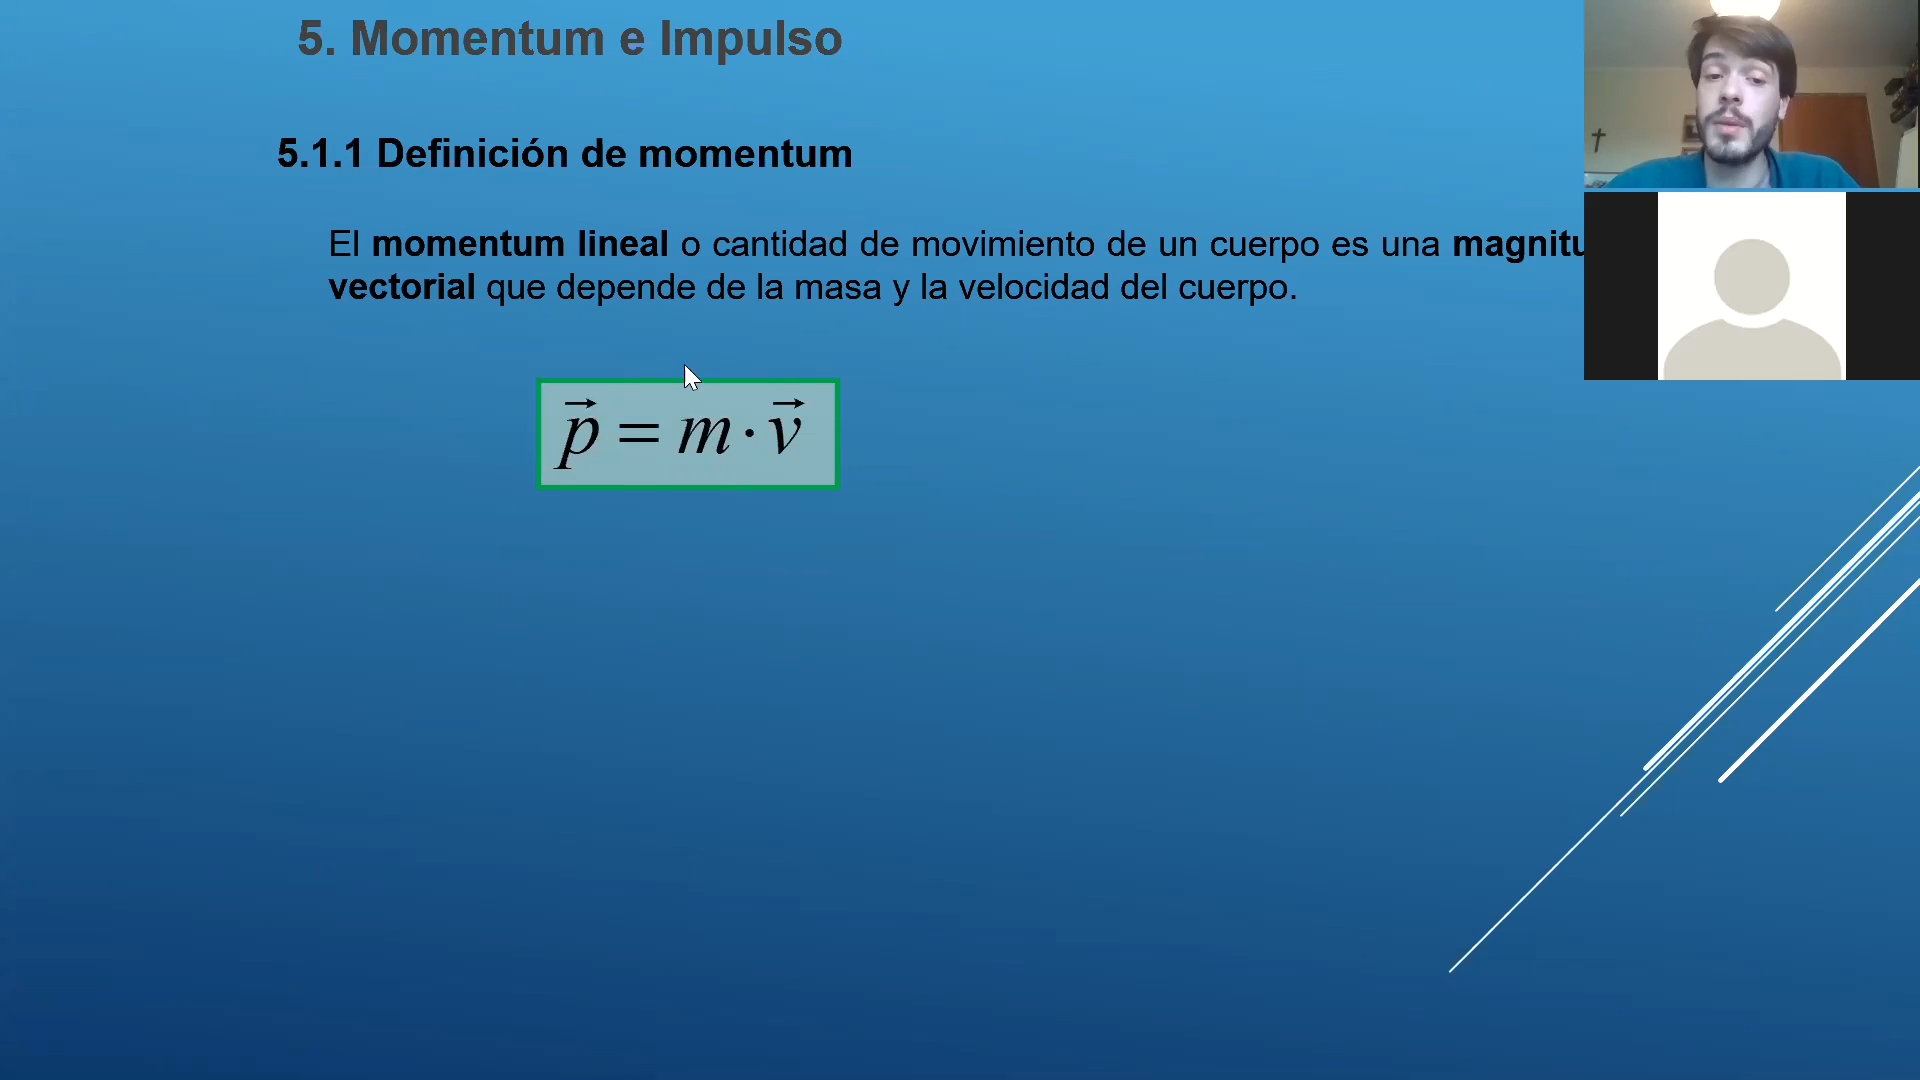 5. Momentum e Impulso
5.1.1 Definición de momentum
El momentum lineal o cantidad de movimiento de un cuerpo es una magnitu
vectorial que depende de la masa y la velocidad del cuerpo.
p⃗ = m · v⃗